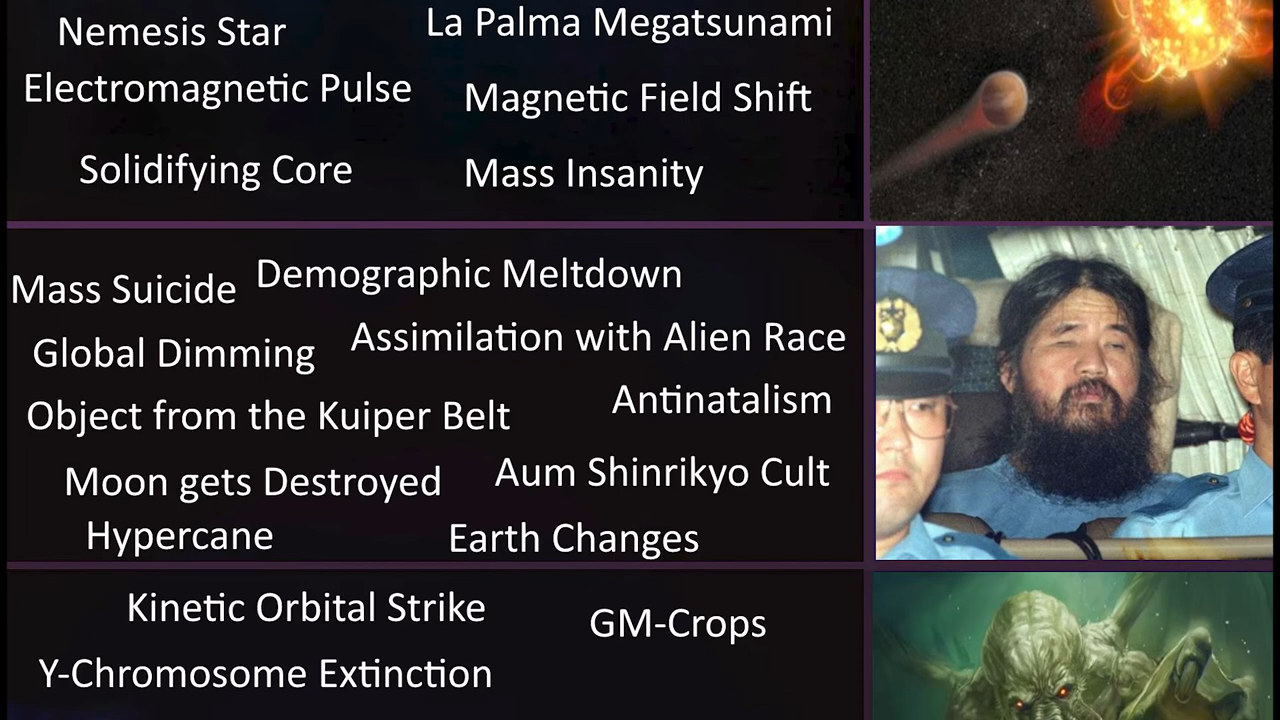 Nemesis Star
La Palma Megatsunami
Electromagnetic Pulse
Magnetic Field Shift
Solidifying Core
Mass Insanity
Mass Suicide
Demographic Meltdown
Global Dimming
Assimilation with Alien Race
Object from the Kuiper Belt
Antinatalism
Moon gets Destroyed
Aum Shinrikyo Cult
Hypercane
Earth Changes
Kinetic Orbital Strike
GM-Crops
Y-Chromosome Extinction